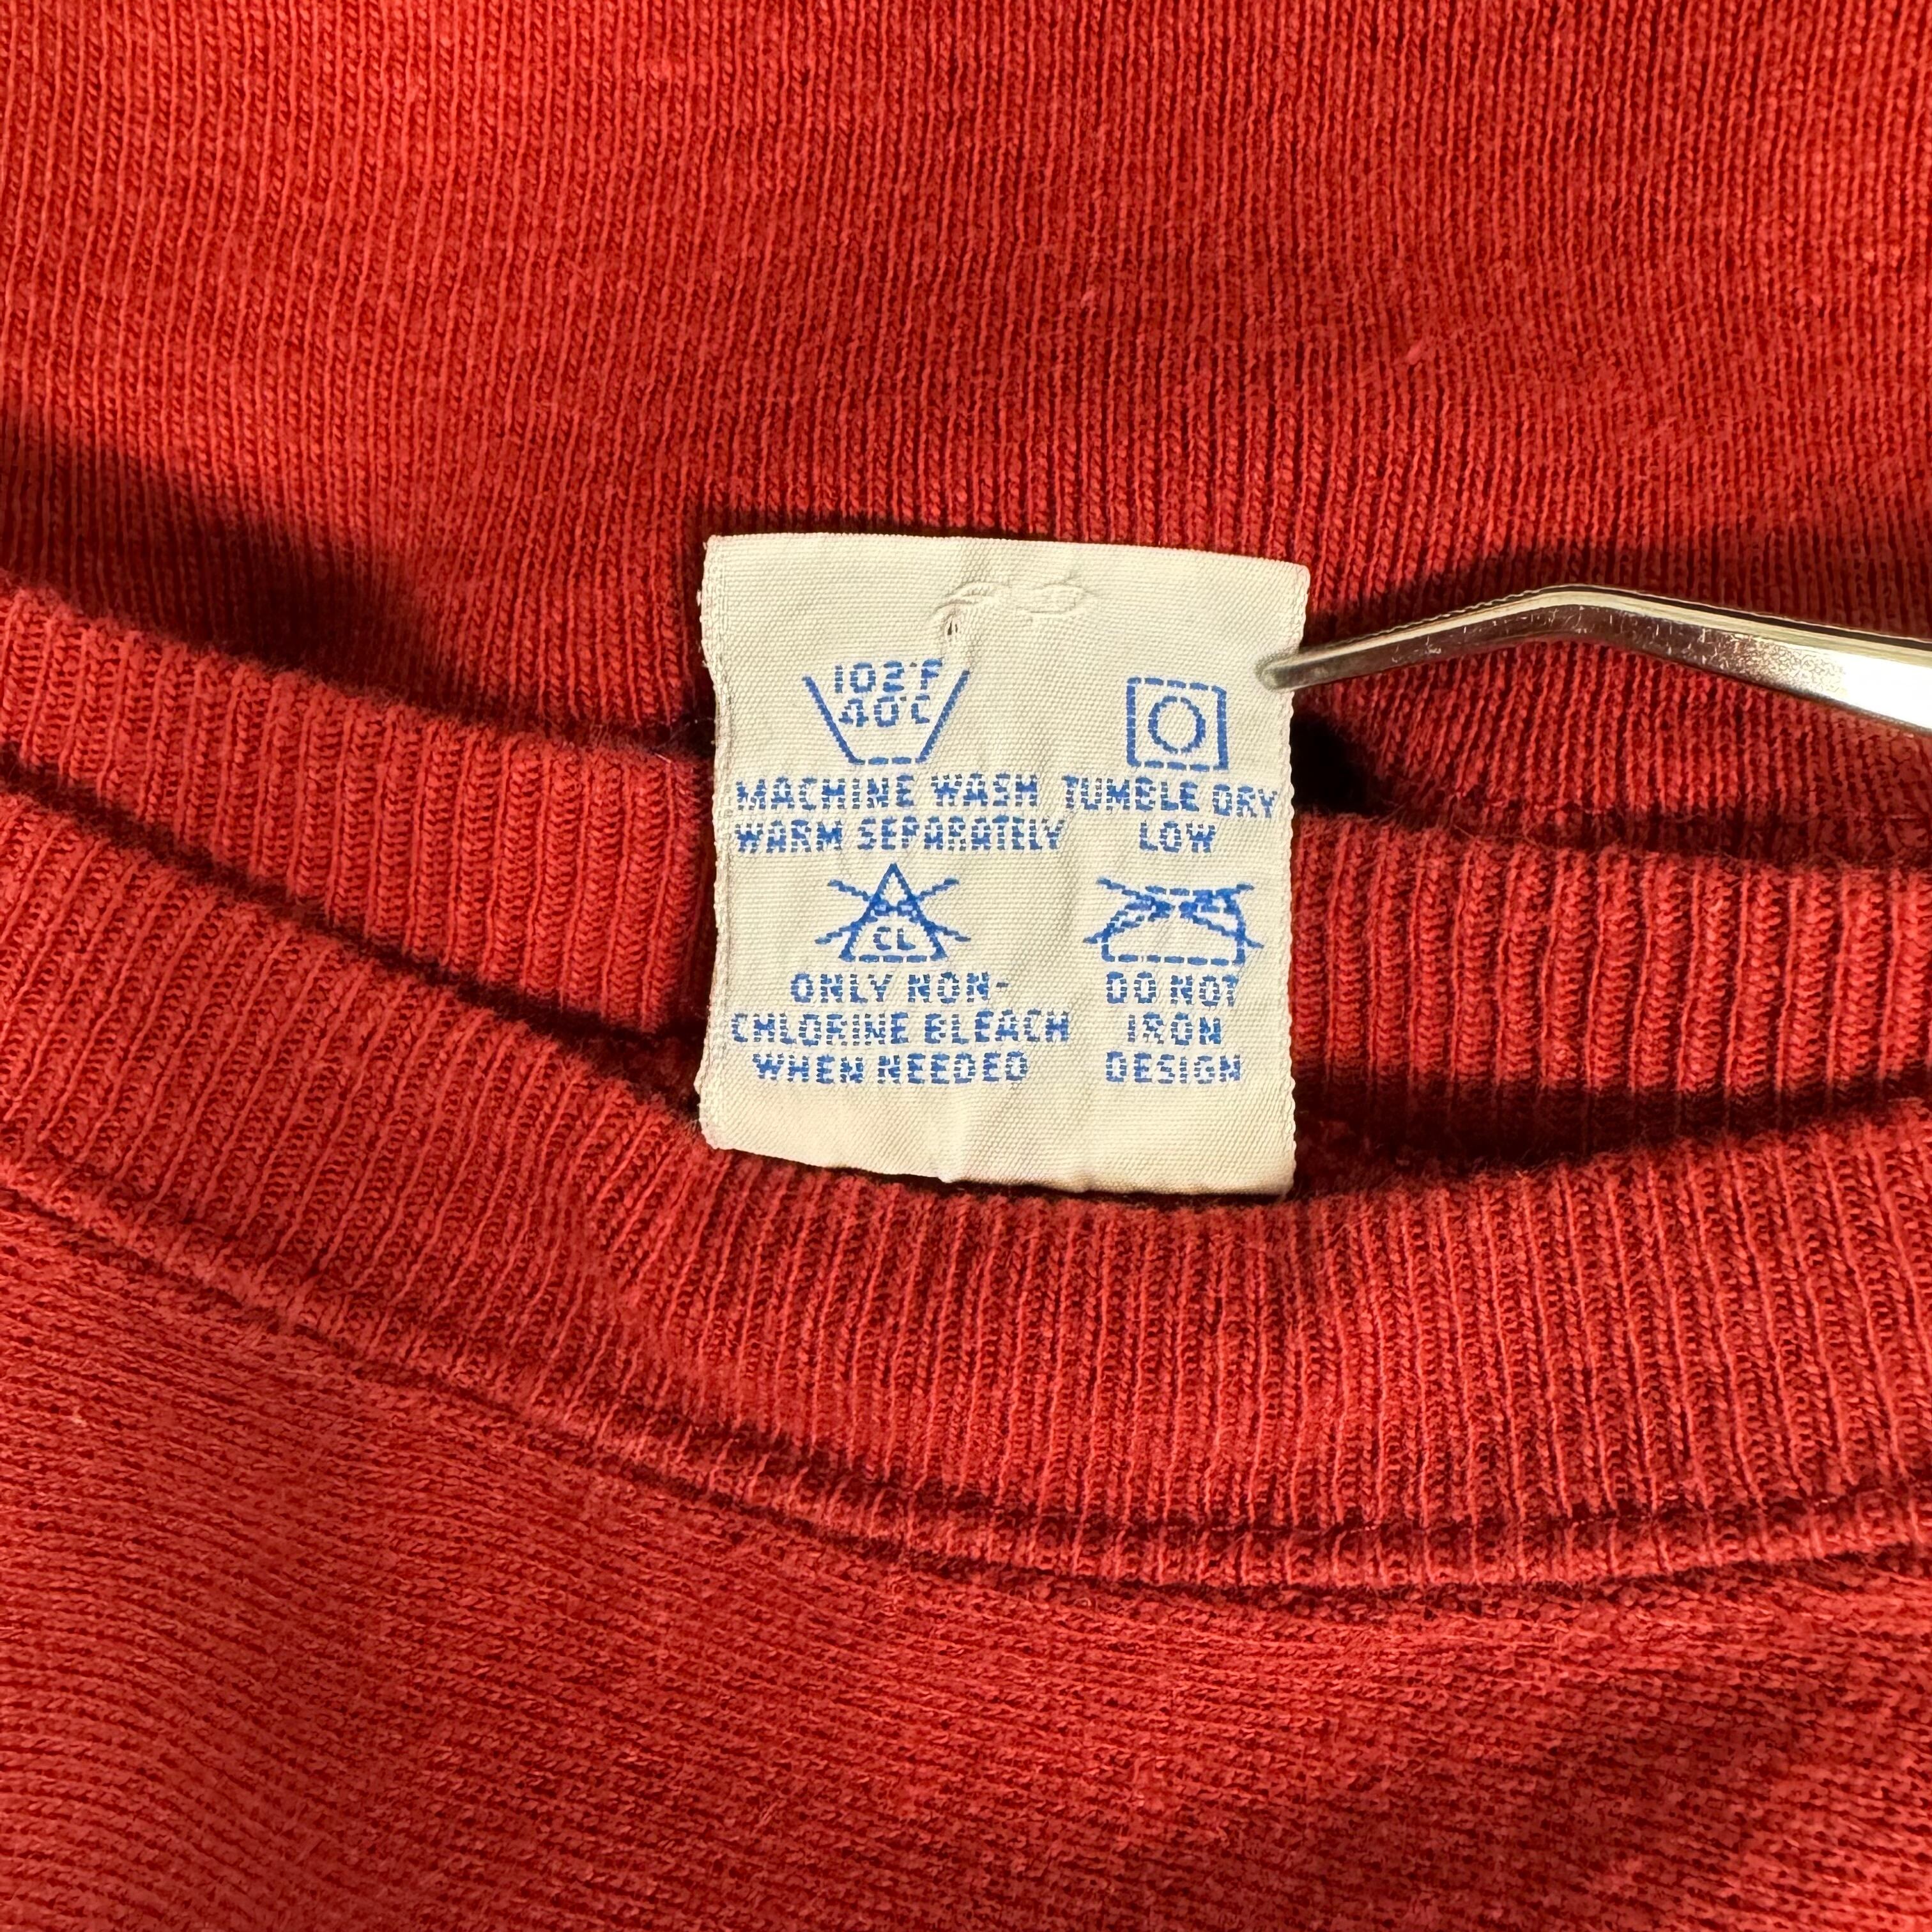 102°F
40°C
MACHINE WASH
WARM SEPARATELY
TUMBLE DRY
LOW
CL
ONLY NON-
CHLORINE BLEACH
WHEN NEEDED
DO NOT
IRON
DESIGN